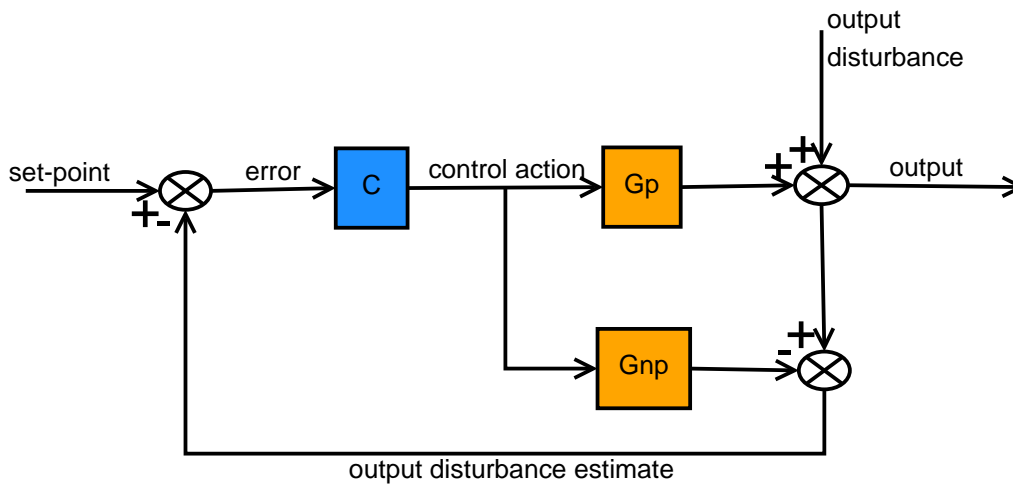 output
disturbance
set-point
error
C
control action
Gp
output
+
-
+
+
Gnp
-
+
output disturbance estimate